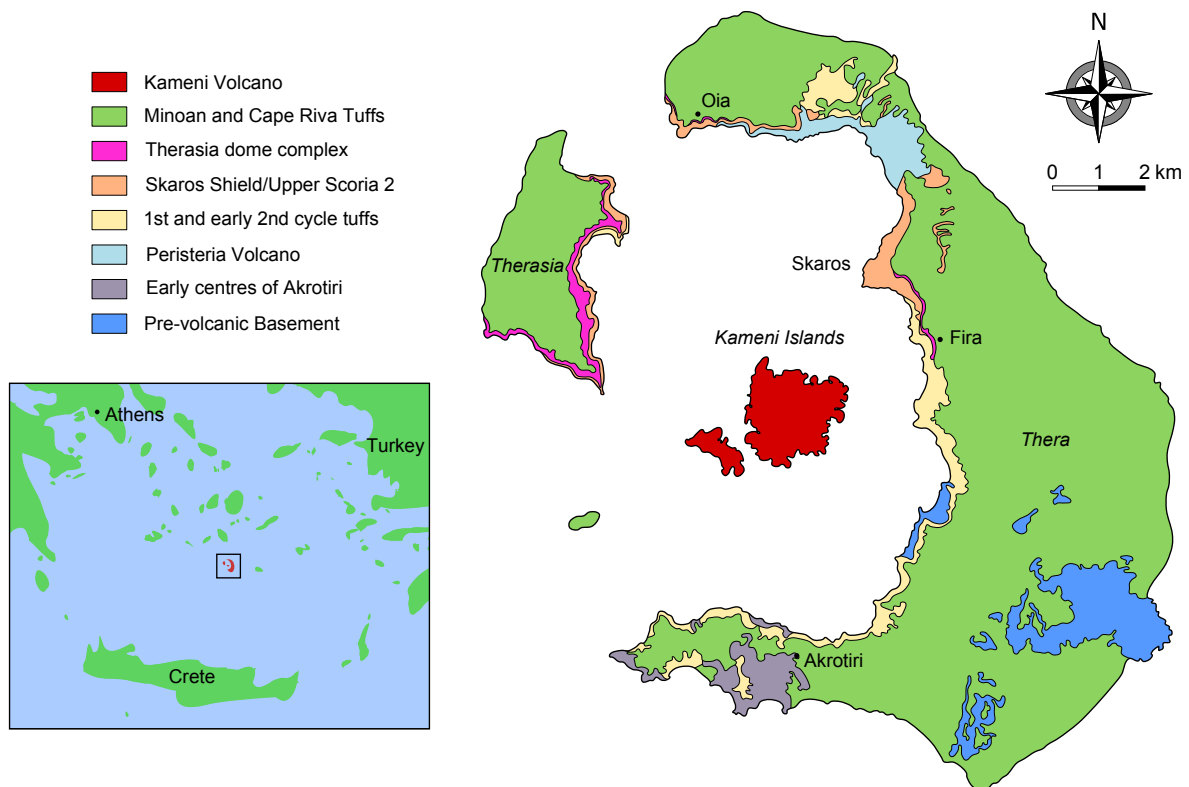 Kameni Volcano
Minoan and Cape Riva Tuffs
Therasia dome complex
Skaros Shield/Upper Scoria 2
1st and early 2nd cycle tuffs
Peristeria Volcano
Early centres of Akrotiri
Pre-volcanic Basement
N
0 1 2 km
Oia
Therasia
Skaros
Kameni Islands
Fira
Thera
Akrotiri
Athens
Turkey
Crete